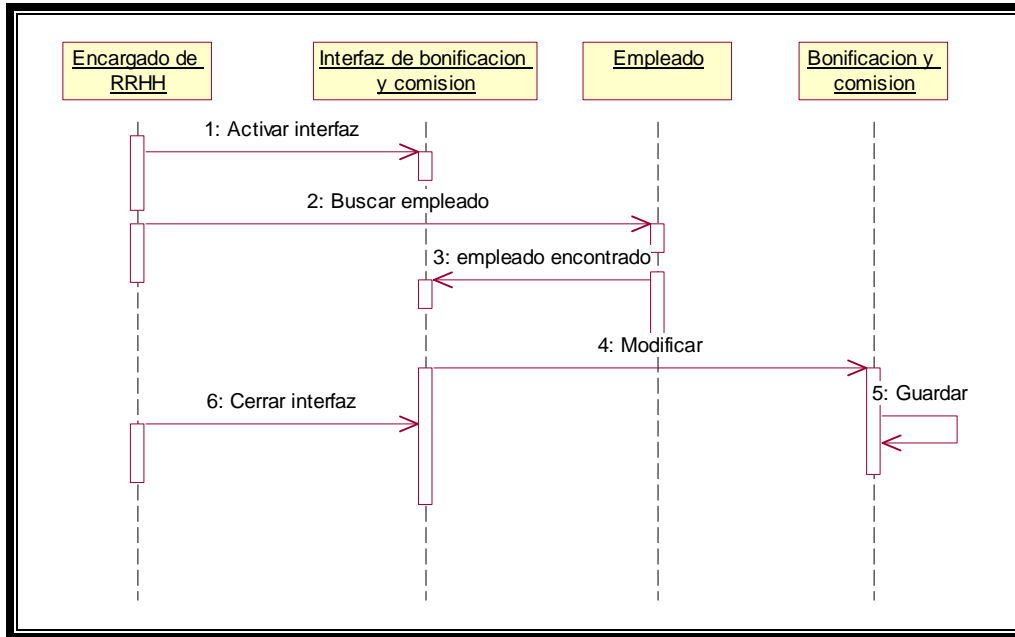 Encargado de
RRHH
Interfaz de bonificacion
y comision
Empleado
Bonificacion y
comision
1: Activar interfaz
2: Buscar empleado
3: empleado encontrado
4: Modificar
5: Guardar
6: Cerrar interfaz